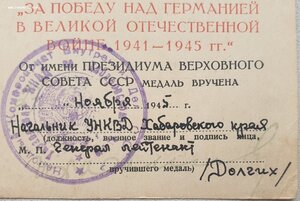 „ЗА ПОБЕДУ НАД ГЕРМАНИЕЙ
В ВЕЛИКОЙ ОТЕЧЕСТВЕННОЙ
ВОЙНЕ 1941—1945 гг.“
От имени ПРЕЗИДИУМА ВЕРХОВНОГО
СОВЕТА СССР МЕДАЛЬ ВРУЧЕНА
Ноября 1945
Начальник УНКВД Хабаровского края
(должность, военное звание и подпись лица,
М. П. Генерал лейтенант
вручившего медаль) /Долгих/